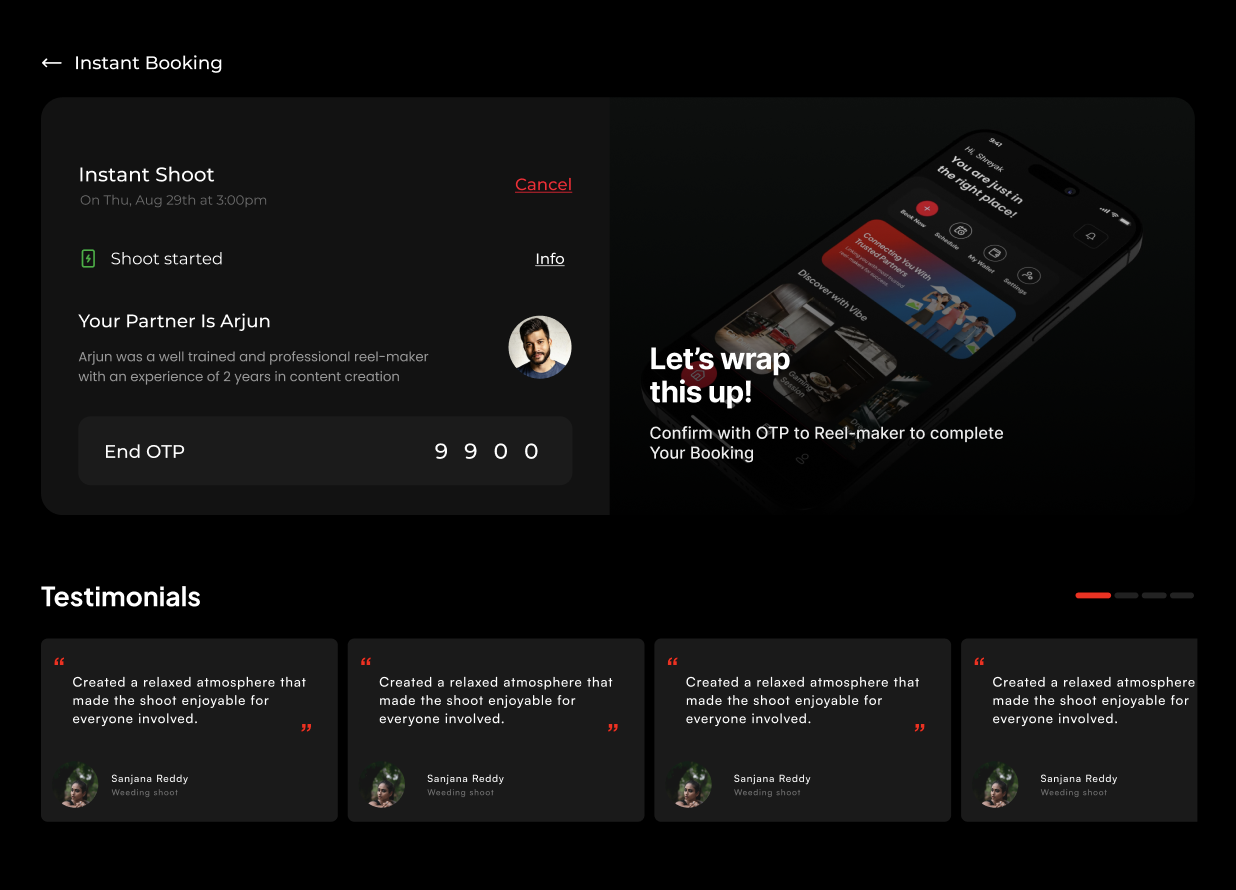 ← Instant Booking
Instant Shoot
On Thu, Aug 29th at 3:00pm
Cancel
Shoot started
Info
Your Partner Is Arjun
Arjun was a well trained and professional reel-maker
with an experience of 2 years in content creation
End OTP
9 9 0 0
9:41
Hi, Shreyak
You are just in
the right place!
Book Now
Schedule
My Wallet
Settings
Connecting You With
Trusted Partners
Discover with Vibe
Gaming
Session
Let’s wrap
this up!
Confirm with OTP to Reel-maker to complete
Your Booking
Testimonials
“
Created a relaxed atmosphere that
made the shoot enjoyable for
everyone involved.
”
Sanjana Reddy
Weeding shoot
“
Created a relaxed atmosphere that
made the shoot enjoyable for
everyone involved.
”
Sanjana Reddy
Weeding shoot
“
Created a relaxed atmosphere that
made the shoot enjoyable for
everyone involved.
”
Sanjana Reddy
Weeding shoot
“
Created a relaxed atmosphere
made the shoot enjoyable for
everyone involved.
Sanjana Reddy
Weeding shoot